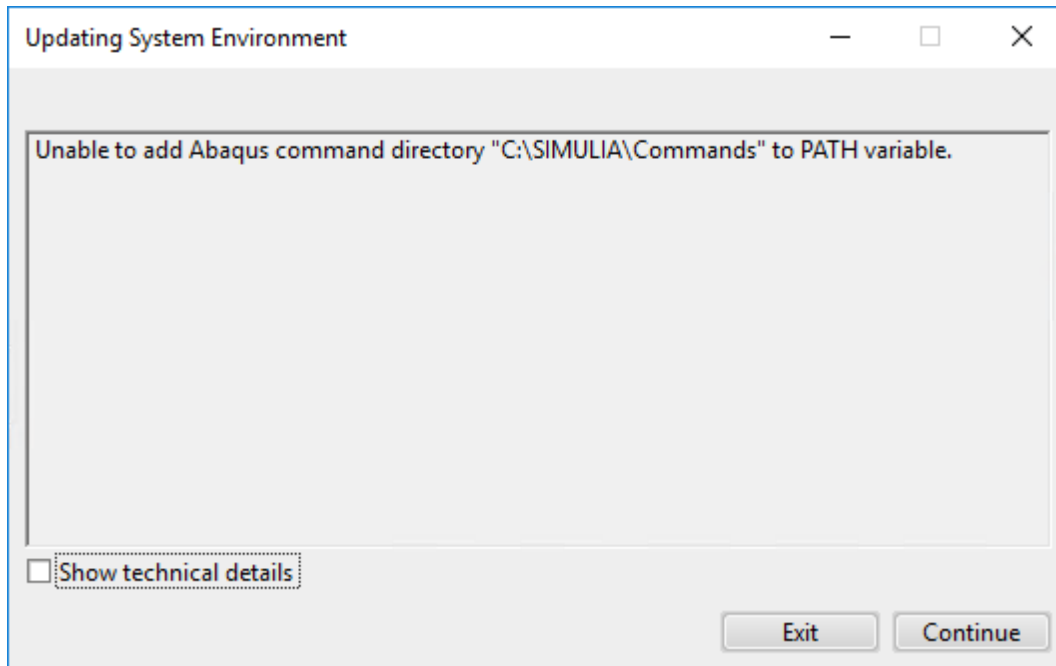 Updating System Environment
Unable to add Abaqus command directory "C:\SIMULIA\Commands" to PATH variable.
Show technical details
Exit
Continue